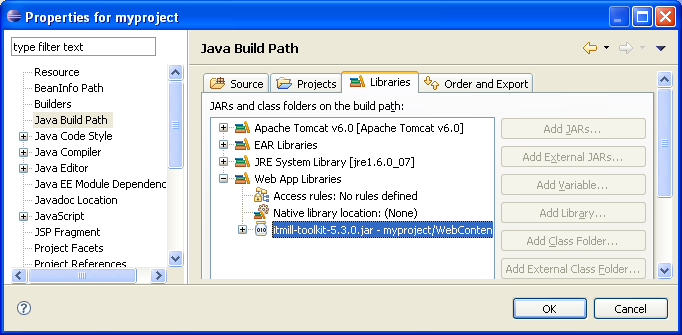 Properties for myproject
type filter text
Resource
BeanInfo Path
Builders
Java Build Path
Java Code Style
Java Compiler
Java Editor
Java EE Module Dependenc
Javadoc Location
JavaScript
JSP Fragment
Project Facets
Project References
Java Build Path
Source
Projects
Libraries
Order and Export
JARs and class folders on the build path:
Apache Tomcat v6.0 [Apache Tomcat v6.0]
EAR Libraries
JRE System Library [jre1.6.0_07]
Web App Libraries
Access rules: No rules defined
Native library location: (None)
010
itmill-toolkit-5.3.0.jar - myproject/WebConten
Add JARs...
Add External JARs...
Add Variable...
Add Library...
Add Class Folder...
Add External Class Folder...
?
OK
Cancel